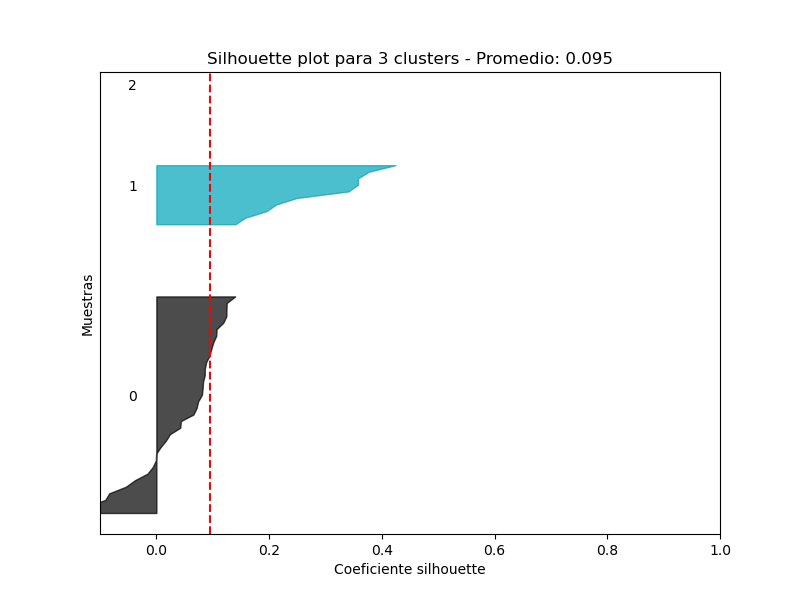 Silhouette plot para 3 clusters - Promedio: 0.095
2
1
0
Muestras
0.0 0.2 0.4 0.6 0.8 1.0
Coeficiente silhouette